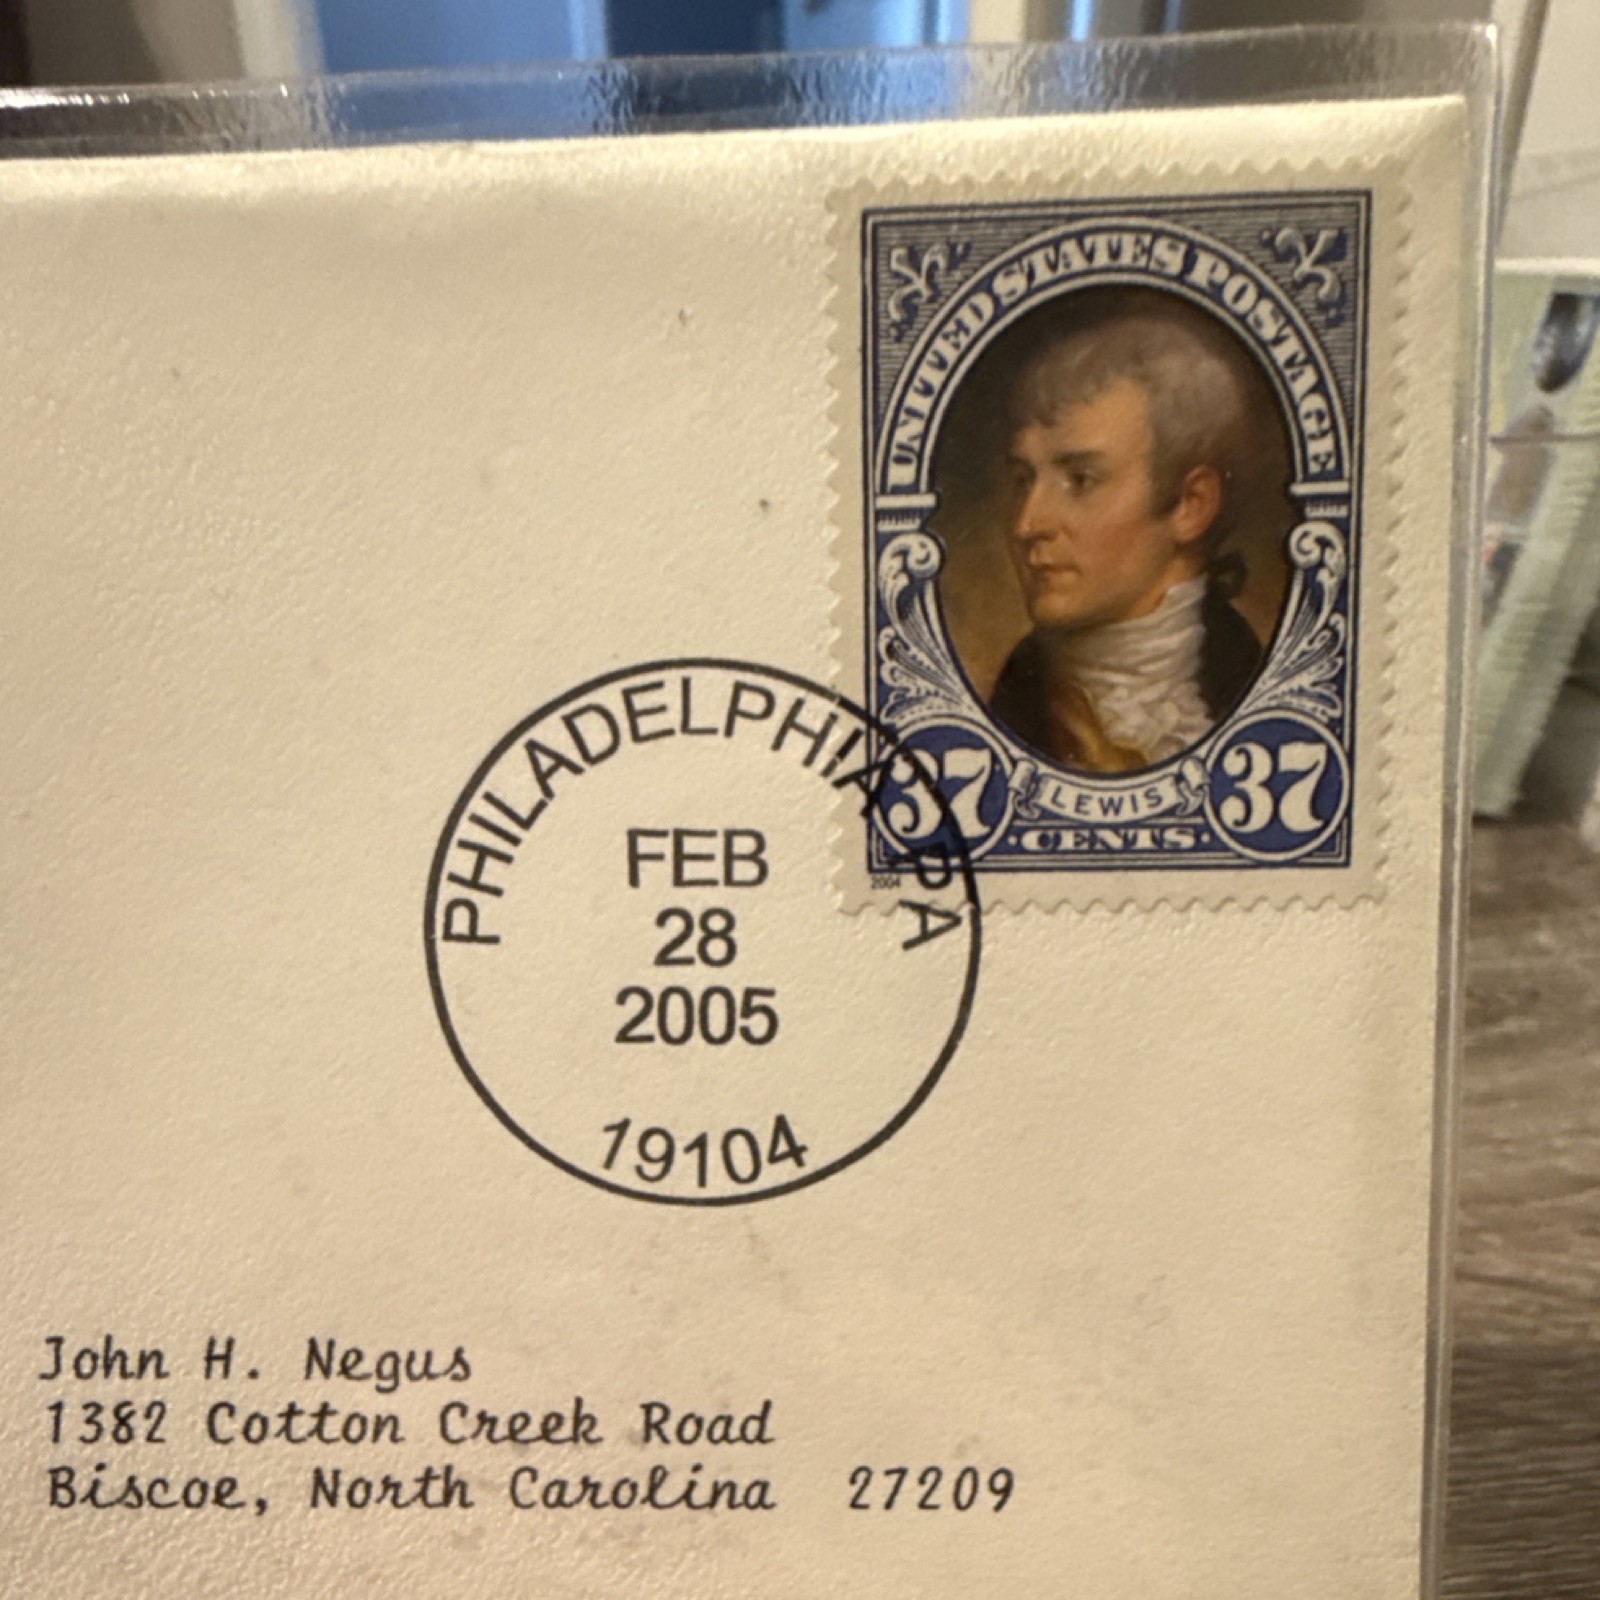 UNITED STATES POSTAGE
37 LEWIS 37
CENTS
2004
PHILADELPHIA PA
FEB
28
2005
19104
John H. Negus
1382 Cotton Creek Road
Biscoe, North Carolina 27209